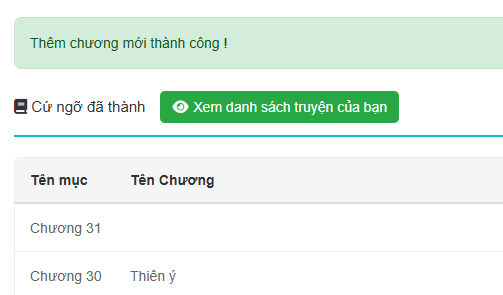 Thêm chương mới thành công !
Cứ ngỡ đã thành Xem danh sách truyện của bạn
Tên mục Tên Chương
Chương 31
Chương 30 Thiên ý